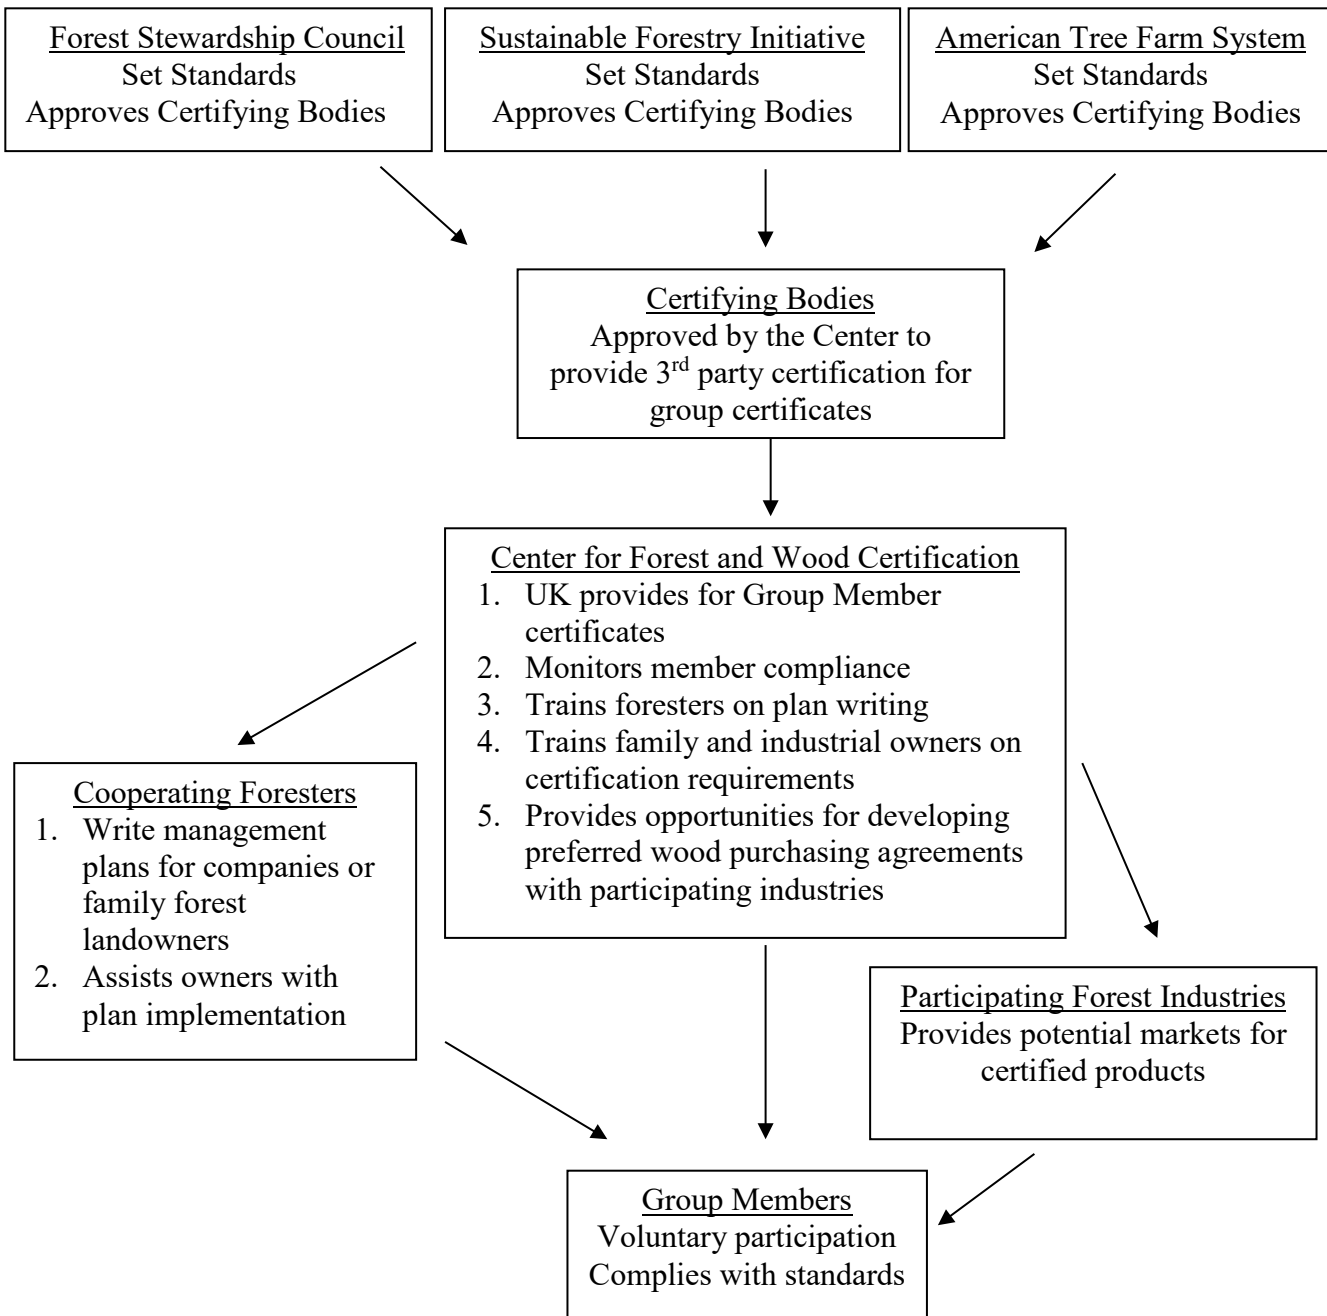 Forest Stewardship Council
Set Standards
Approves Certifying Bodies
Sustainable Forestry Initiative
Set Standards
Approves Certifying Bodies
American Tree Farm System
Set Standards
Approves Certifying Bodies
Certifying Bodies
Approved by the Center to
provide 3rd party certification for
group certificates
Center for Forest and Wood Certification
1. UK provides for Group Member
certificates
2. Monitors member compliance
3. Trains foresters on plan writing
4. Trains family and industrial owners on
certification requirements
5. Provides opportunities for developing
preferred wood purchasing agreements
with participating industries
Cooperating Foresters
1. Write management
plans for companies or
family forest
landowners
2. Assists owners with
plan implementation
Participating Forest Industries
Provides potential markets for
certified products
Group Members
Voluntary participation
Complies with standards